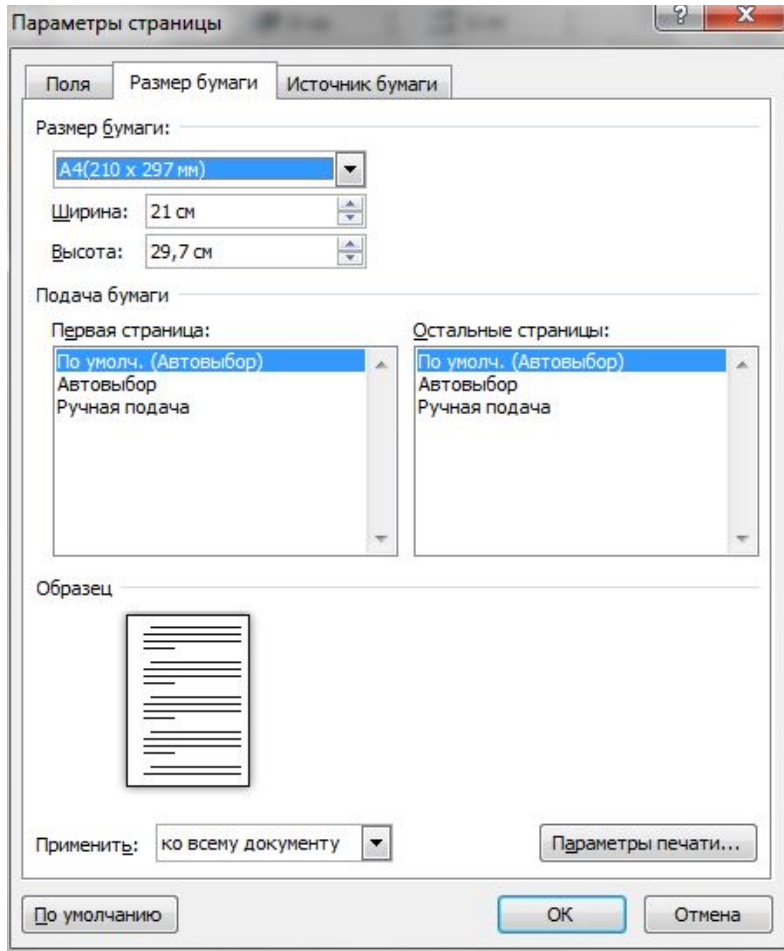 Параметры страницы
Поля Размер бумаги Источник бумаги
Размер бумаги:
A4(210 x 297 мм)
Ширина: 21 см
Высота: 29,7 см
Подача бумаги
Первая страница: Остальные страницы:
По умолч. (Автовыбор) По умолч. (Автовыбор)
Автовыбор Автовыбор
Ручная подача Ручная подача
Образец
Применить: ко всему документу Параметры печати...
По умолчанию ОК Отмена